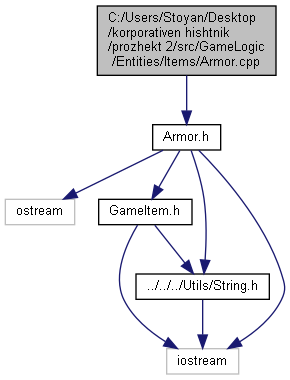 C:/Users/Stoyan/Desktop
/korporativen hishtnik
/prozhekt 2/src/GameLogic
/Entities/Items/Armor.cpp
Armor.h
ostream
GameItem.h
../../../Utils/String.h
iostream